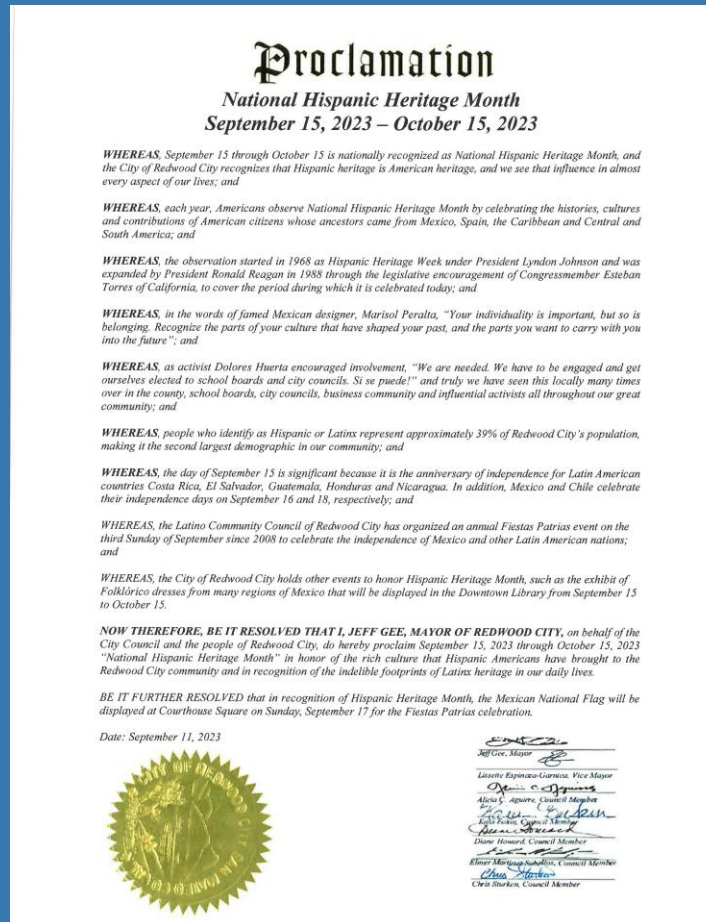 Proclamation
National Hispanic Heritage Month
September 15, 2023 – October 15, 2023
WHEREAS, September 15 through October 15 is nationally recognized as National Hispanic Heritage Month, and
the City of Redwood City recognizes that Hispanic heritage is American heritage, and we see that influence in almost
every aspect of our lives; and
WHEREAS, each year, Americans observe National Hispanic Heritage Month by celebrating the histories, cultures
and contributions of American citizens whose ancestors came from Mexico, Spain, the Caribbean and Central and
South America; and
WHEREAS, the observation started in 1968 as Hispanic Heritage Week under President Lyndon Johnson and was
expanded by President Ronald Reagan in 1988 through the legislative encouragement of Congressmember Esteban
Torres of California, to cover the period during which it is celebrated today; and
WHEREAS, in the words of famed Mexican designer, Marisol Peralta, “Your individuality is important, but so is
belonging. Recognize the parts of your culture that have shaped your past, and the parts you want to carry with you
into the future”; and
WHEREAS, as activist Dolores Huerta encouraged involvement, "We are needed. We have to be engaged and get
ourselves elected to school boards and city councils. Si se puede!" and truly we have seen this locally many times
over in the county, school boards, city councils, business community and influential activists all throughout our great
community; and
WHEREAS, people who identify as Hispanic or Latinx represent approximately 39% of Redwood City's population,
making it the second largest demographic in our community; and
WHEREAS, the day of September 15 is significant because it is the anniversary of independence for Latin American
countries Costa Rica, El Salvador, Guatemala, Honduras and Nicaragua. In addition, Mexico and Chile celebrate
their independence days on September 16 and 18, respectively; and
WHEREAS, the Latino Community Council of Redwood City has organized an annual Fiestas Patrias event on the
third Sunday of September since 2008 to celebrate the independence of Mexico and other Latin American nations;
and
WHEREAS, the City of Redwood City holds other events to honor Hispanic Heritage Month, such as the exhibit of
Folklórico dresses from many regions of Mexico that will be displayed in the Downtown Library from September 15
to October 15.
NOW THEREFORE, BE IT RESOLVED THAT I, JEFF GEE, MAYOR OF REDWOOD CITY, on behalf of the
City Council and the people of Redwood City, do hereby proclaim September 15, 2023 through October 15, 2023
“National Hispanic Heritage Month” in honor of the rich culture that Hispanic Americans have brought to the
Redwood City community and in recognition of the indelible footprints of Latinx heritage in our daily lives.
BE IT FURTHER RESOLVED that in recognition of Hispanic Heritage Month, the Mexican National Flag will be
displayed at Courthouse Square on Sunday, September 17 for the Fiestas Patrias celebration.
Date: September 11, 2023
Jeff Gee, Mayor
Lissette Espinoza-Garnica, Vice Mayor
Alicia C. Aguirre, Council Member
Council Member
Diane Howard, Council Member
Elmer Martinez Saballos, Council Member
Chris Sturken
Chris Sturken, Council Member
CITY OF REDWOOD